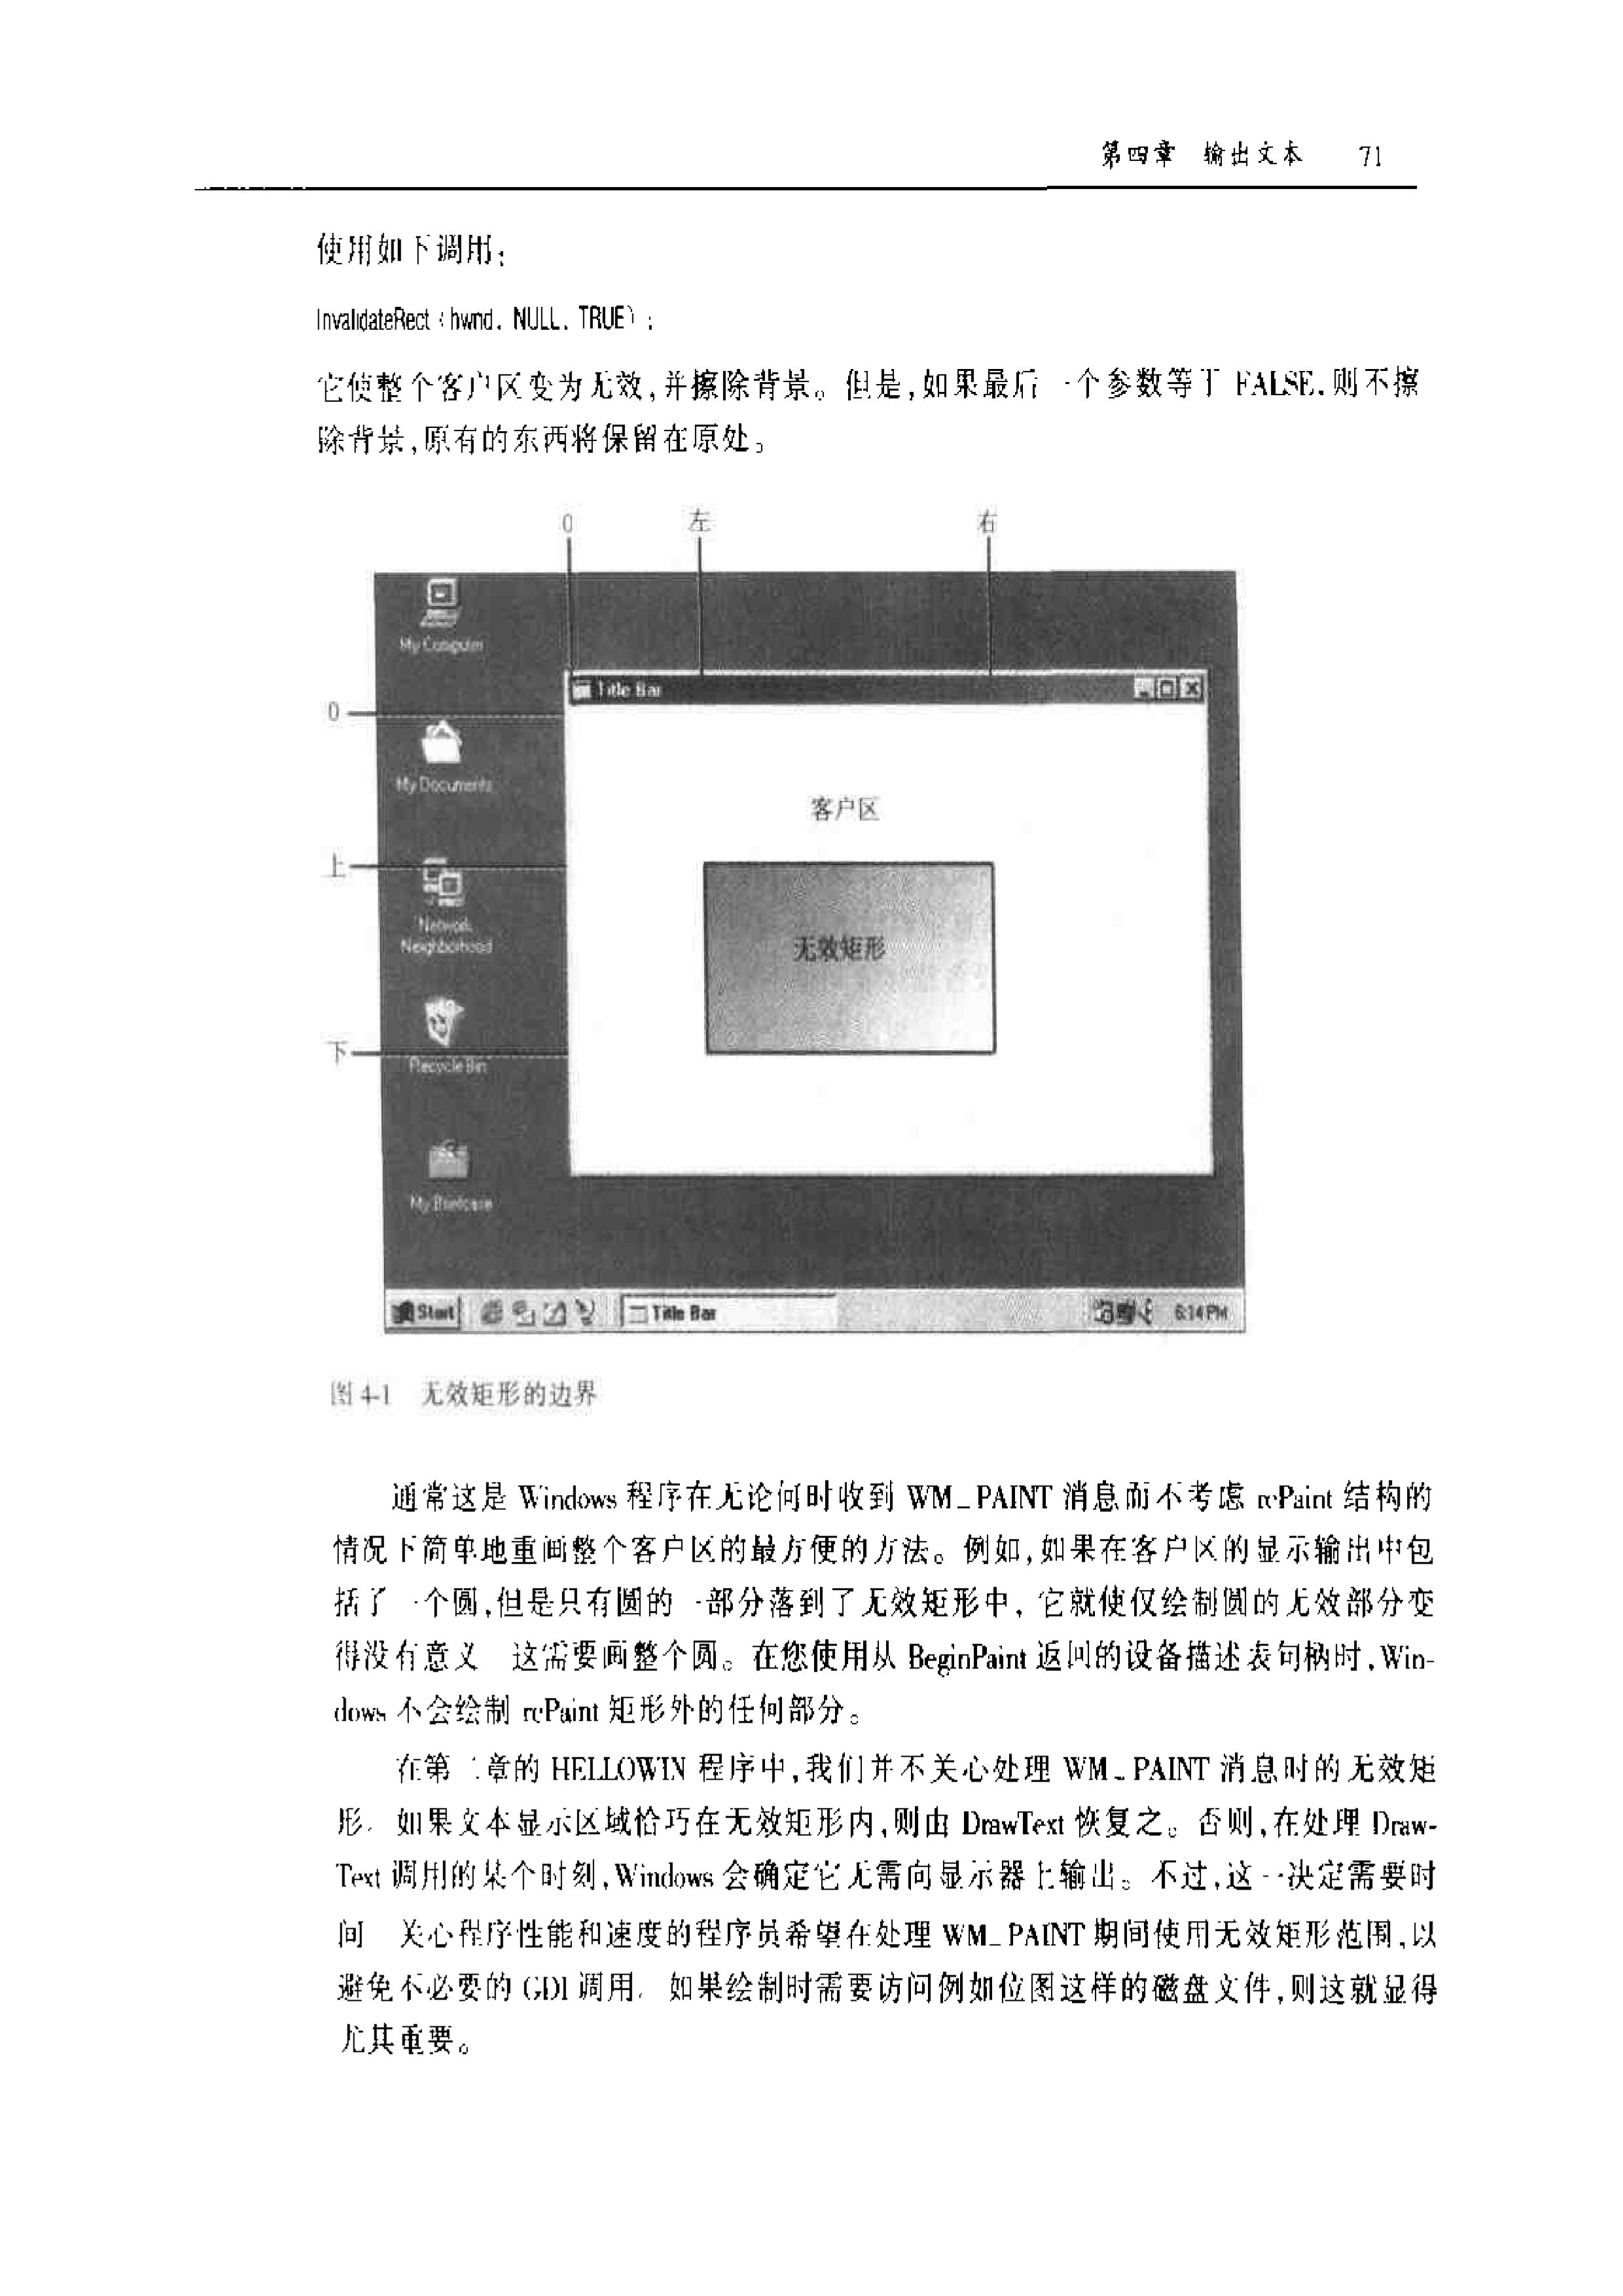 第四章 输出文本 71
使用如下调用:
InvalidateRect (hwnd, NULL, TRUE) ;
它使整个客户区变为无效,并擦除背景。但是,如果最后一个参数等于 FALSE,则不擦
除背景,原有的东西将保留在原处。
0 左 右
My Computer
Title Bar
0
My Documents
客户区
上
Network
Neighborhood
无效矩形
下
Recycle Bin
My Briefcase
Start Title Bar 6:14 PM
图 4-1 无效矩形的边界
通常这是 Windows 程序在无论何时收到 WM_PAINT 消息而不考虑 rcPaint 结构的
情况下简单地重画整个客户区的最方便的方法。例如,如果在客户区的显示输出中包
括了一个圆,但是只有圆的一部分落到了无效矩形中,它就使仅绘制圆的无效部分变
得没有意义 这需要画整个圆。在您使用从 BeginPaint 返回的设备描述表句柄时,Win-
dows 不会绘制 rcPaint 矩形外的任何部分。
在第三章的 HELLOWIN 程序中,我们并不关心处理 WM_PAINT 消息时的无效矩
形。如果文本显示区域恰巧在无效矩形内,则由 DrawText 恢复之。否则,在处理 Draw-
Text 调用的某个时刻,Windows 会确定它无需向显示器上输出。不过,这一决定需要时
间 关心程序性能和速度的程序员希望在处理 WM_PAINT 期间使用无效矩形范围,以
避免不必要的 GDI 调用。如果绘制时需要访问例如位图这样的磁盘文件,则这就显得
尤其重要。